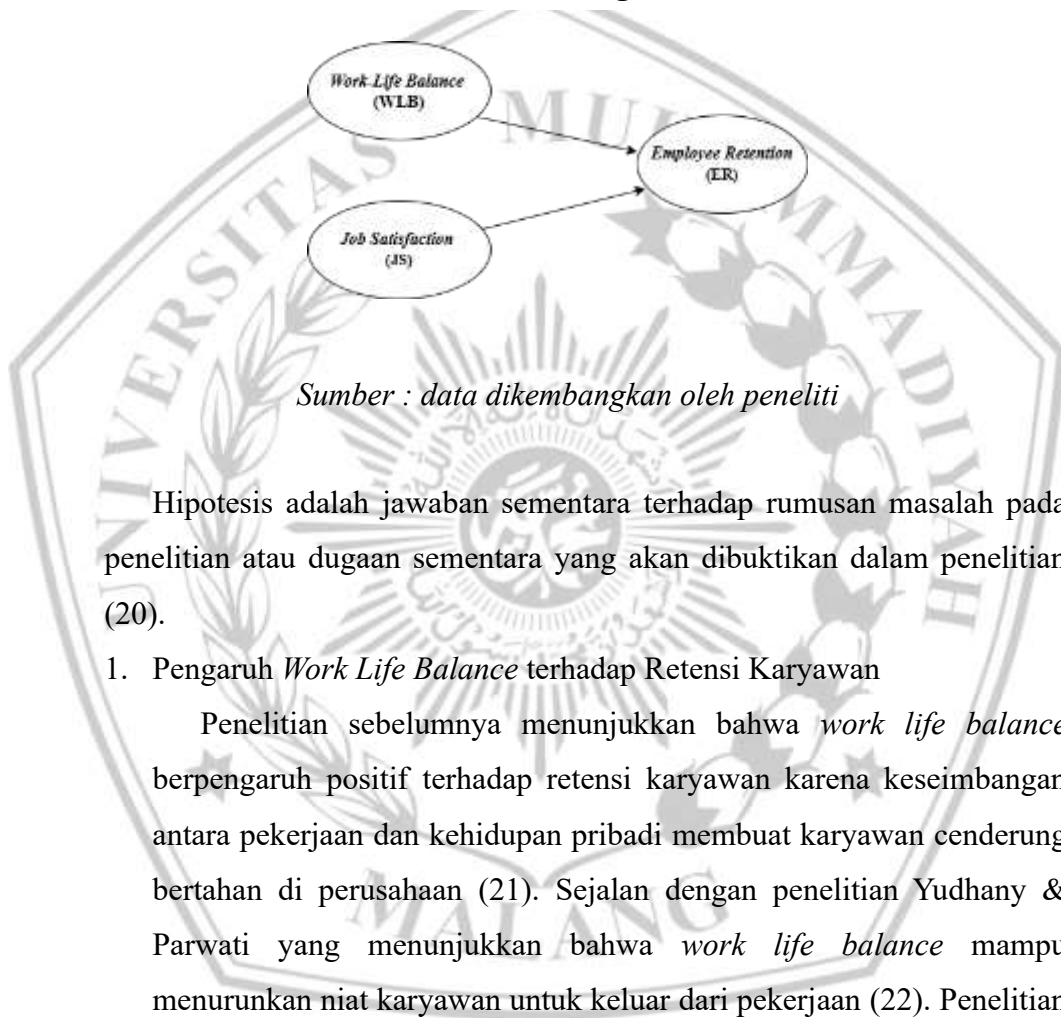 Work Life Balance
(WLB)
Employee Retention
(ER)
Job Satisfaction
(JS)
UNIVERSITAS MUHAMMADIYAH
MALANG
Sumber : data dikembangkan oleh peneliti
Hipotesis adalah jawaban sementara terhadap rumusan masalah pada
penelitian atau dugaan sementara yang akan dibuktikan dalam penelitian
(20).
1. Pengaruh Work Life Balance terhadap Retensi Karyawan
Penelitian sebelumnya menunjukkan bahwa work life balance
berpengaruh positif terhadap retensi karyawan karena keseimbangan
antara pekerjaan dan kehidupan pribadi membuat karyawan cenderung
bertahan di perusahaan (21). Sejalan dengan penelitian Yudhany &
Parwati yang menunjukkan bahwa work life balance mampu
menurunkan niat karyawan untuk keluar dari pekerjaan (22). Penelitian